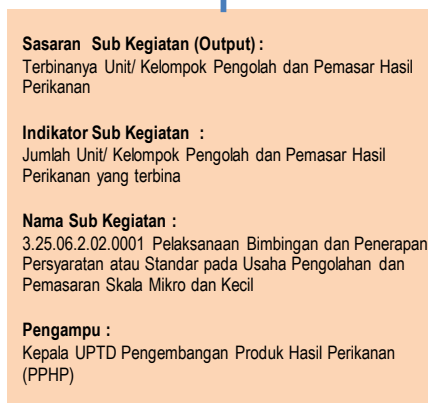 Sasaran Sub Kegiatan (Output) :
Terbinanya Unit/ Kelompok Pengolah dan Pemasar Hasil
Perikanan
Indikator Sub Kegiatan :
Jumlah Unit/ Kelompok Pengolah dan Pemasar Hasil
Perikanan yang terbina
Nama Sub Kegiatan :
3.25.06.2.02.0001 Pelaksanaan Bimbingan dan Penerapan
Persyaratan atau Standar pada Usaha Pengolahan dan
Pemasaran Skala Mikro dan Kecil
Pengampu :
Kepala UPTD Pengembangan Produk Hasil Perikanan
(PPHP)